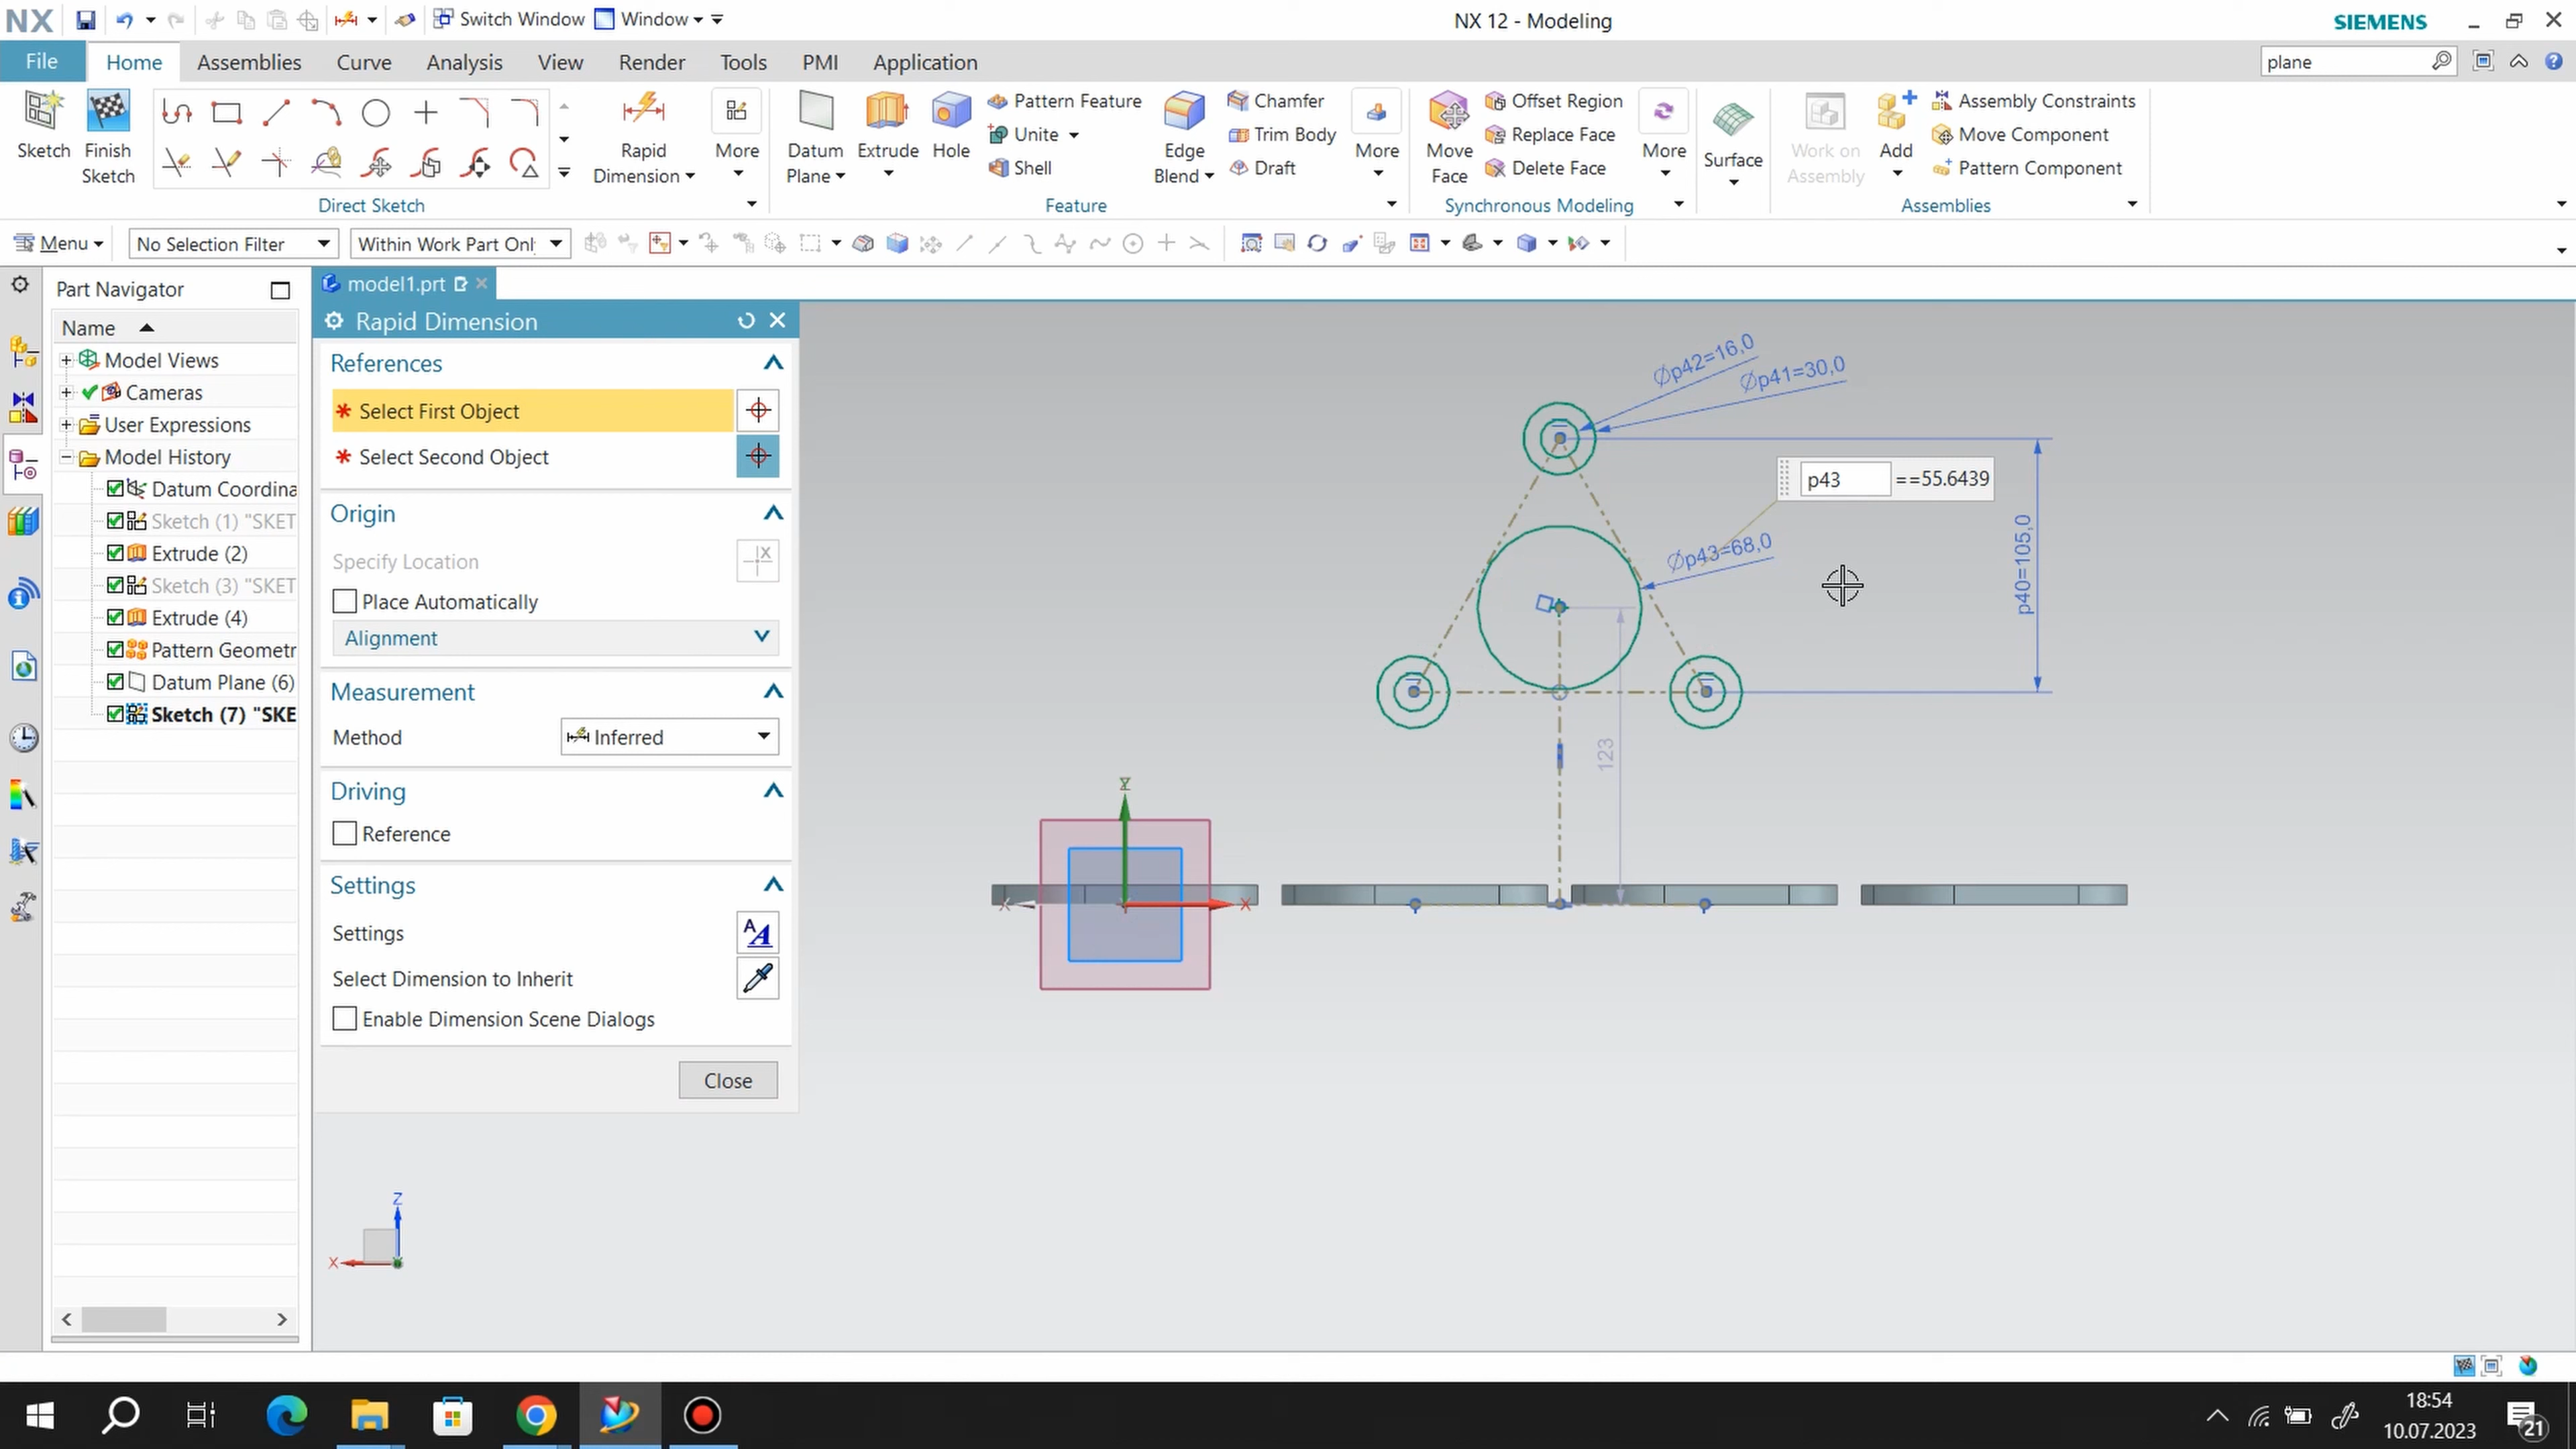 NX
Switch Window
Window
NX 12 - Modeling
SIEMENS
File
Home
Assemblies
Curve
Analysis
View
Render
Tools
PMI
Application
plane
Sketch
Finish
Sketch
Rapid
Dimension
More
Direct Sketch
Datum
Plane
Extrude
Hole
Pattern Feature
Unite
Shell
Edge
Blend
Chamfer
Trim Body
Draft
More
Feature
Move
Face
Offset Region
Replace Face
Delete Face
More
Synchronous Modeling
Surface
Work on
Assembly
Add
Assembly Constraints
Move Component
Pattern Component
Assemblies
Menu
No Selection Filter
Within Work Part Onl
Part Navigator
Name
Model Views
Cameras
User Expressions
Model History
Datum Coordina
Sketch (1) "SKET
Extrude (2)
Sketch (3) "SKET
Extrude (4)
Pattern Geometr
Datum Plane (6)
Sketch (7) "SKE
model1.prt
Rapid Dimension
References
* Select First Object
* Select Second Object
Origin
Specify Location
Place Automatically
Alignment
Measurement
Method
Inferred
Driving
Reference
Settings
Settings
Select Dimension to Inherit
Enable Dimension Scene Dialogs
Close
Øp42=16,0
Øp41=30,0
p43
==55.6439
Øp43=68,0
p40=105,0
123
X
X
Z
X
18:54
10.07.2023
21